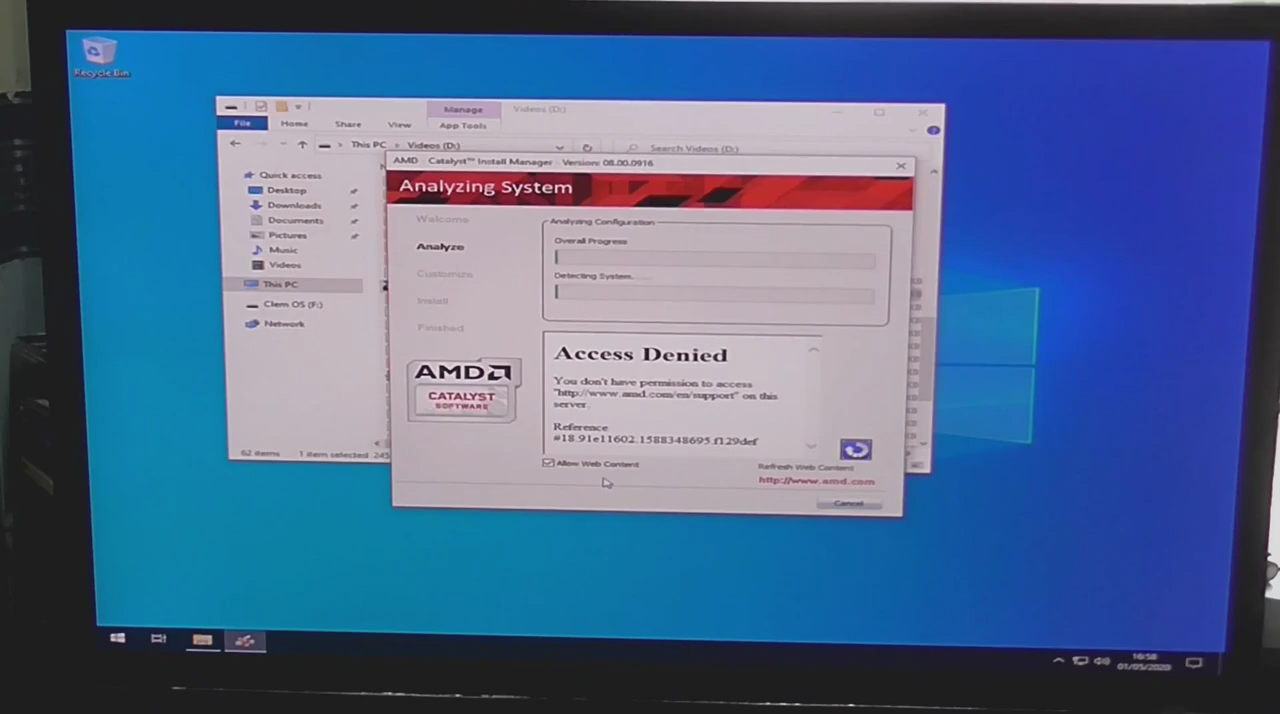 Recycle Bin
Manage
Videos (D:)
File
Home
Share
View
App Tools
This PC > Videos (D:)
Search Videos (D:)
Quick access
Desktop
Downloads
Documents
Pictures
Music
Videos
This PC
Clem OS (F:)
Network
62 items
1 item selected 245
AMD - Catalyst™ Install Manager - Version: 08.00.0916
Analyzing System
Welcome
Analyze
Customize
Install
Finished
AMD
CATALYST
SOFTWARE
Analyzing Configuration
Overall Progress
Detecting System......
Access Denied
You don't have permission to access
"http://www.amd.com/en/support" on this
server.
Reference
#18.91e11602.1588348695.f129def
Allow Web Content
Refresh Web Content
http://www.amd.com
Cancel
16:58
01/05/2020